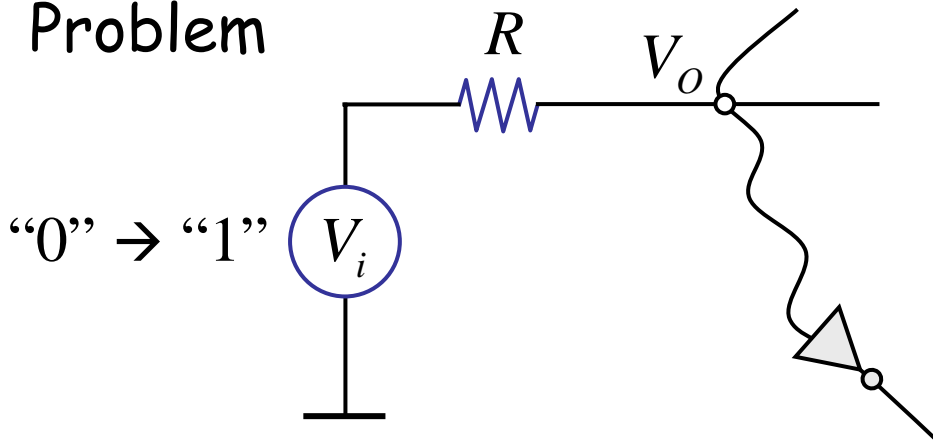 Problem
R
V_O
"0" → "1"
V_i